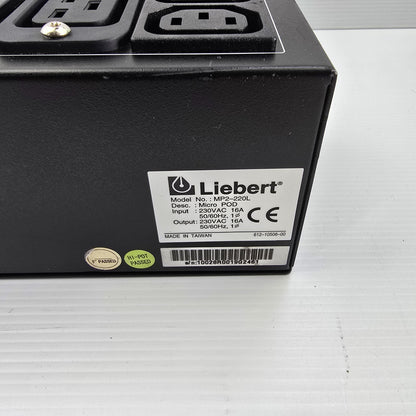 Liebert®
Model No. : MP2-220L
Desc. : Micro POD
Input : 230VAC 16A
50/60Hz, 1ø
Output: 230VAC 16A
50/60Hz, 1ø
CE
MADE IN TAIWAN
612-10506-00
PASSED
HI-POT
PASSED
s/n:10026R0019G2461